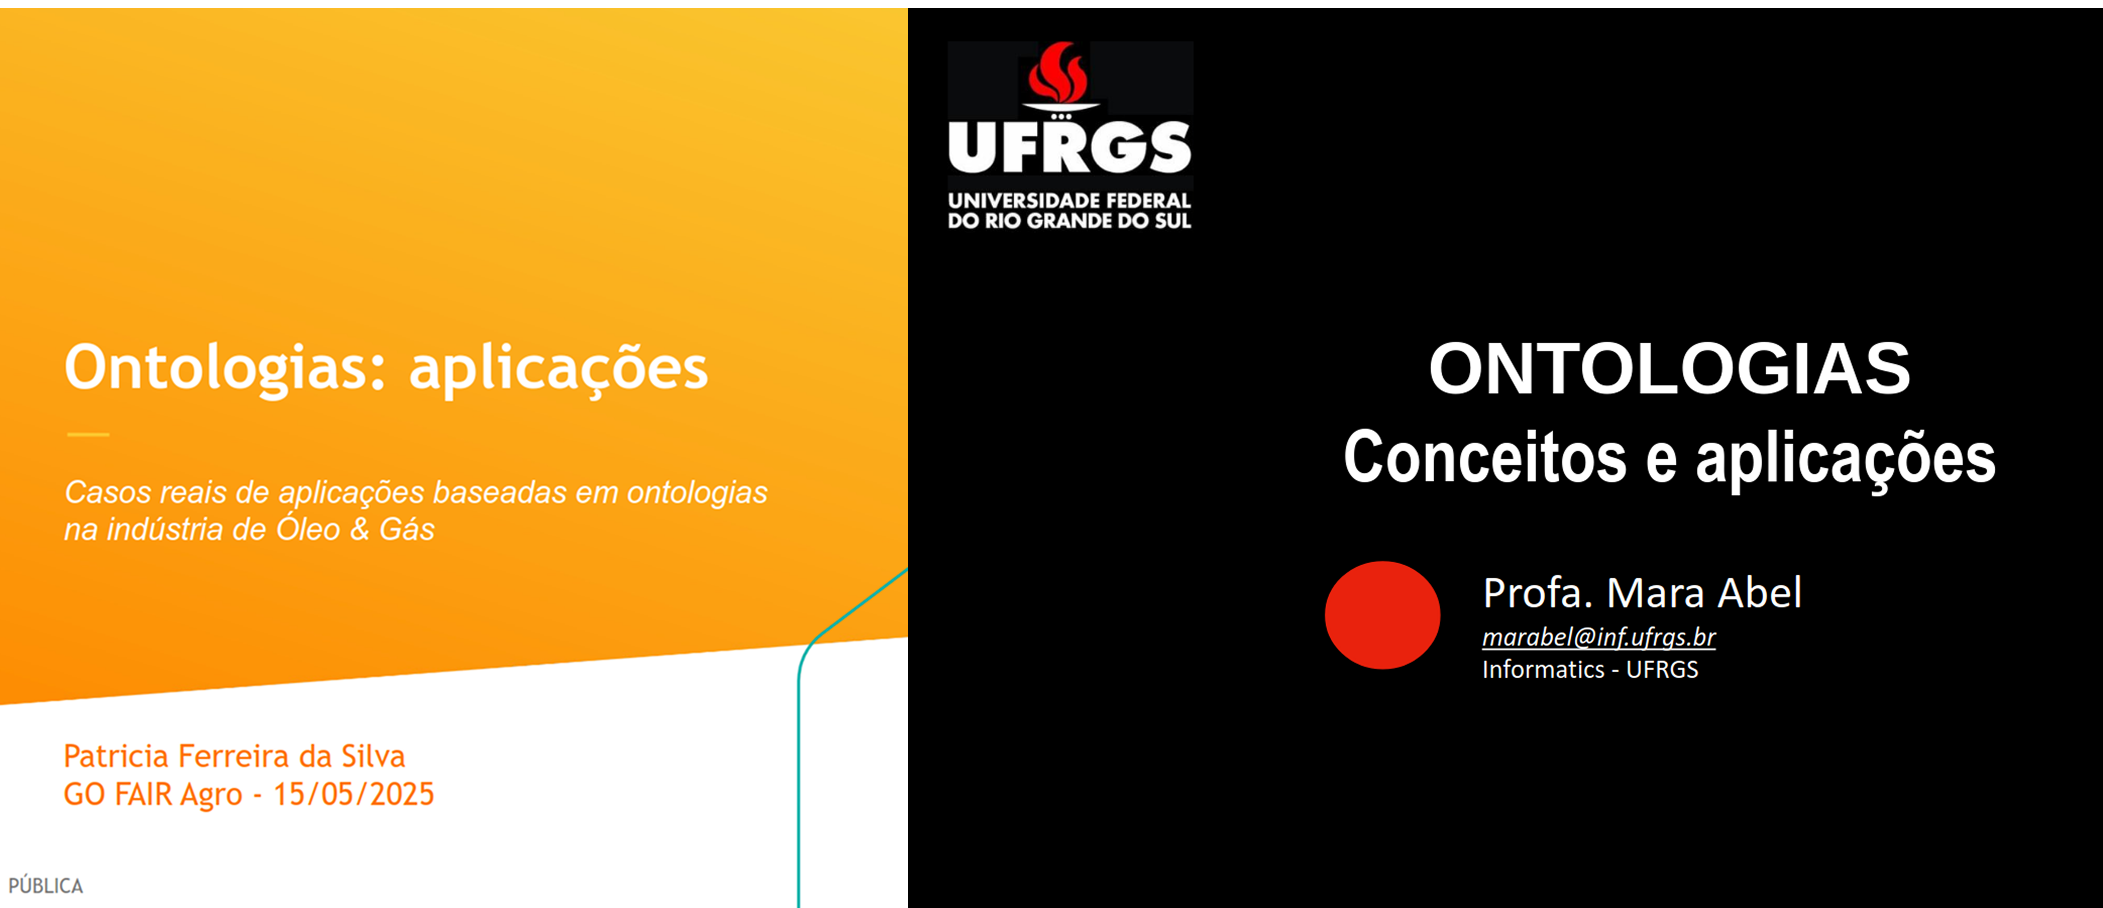 Ontologias: aplicações
Casos reais de aplicações baseadas em ontologias
na indústria de Óleo & Gás
Patricia Ferreira da Silva
GO FAIR Agro - 15/05/2025
PÚBLICA
UFRGS
UNIVERSIDADE FEDERAL
DO RIO GRANDE DO SUL
ONTOLOGIAS
Conceitos e aplicações
Profa. Mara Abel
marabel@inf.ufrgs.br
Informatics - UFRGS